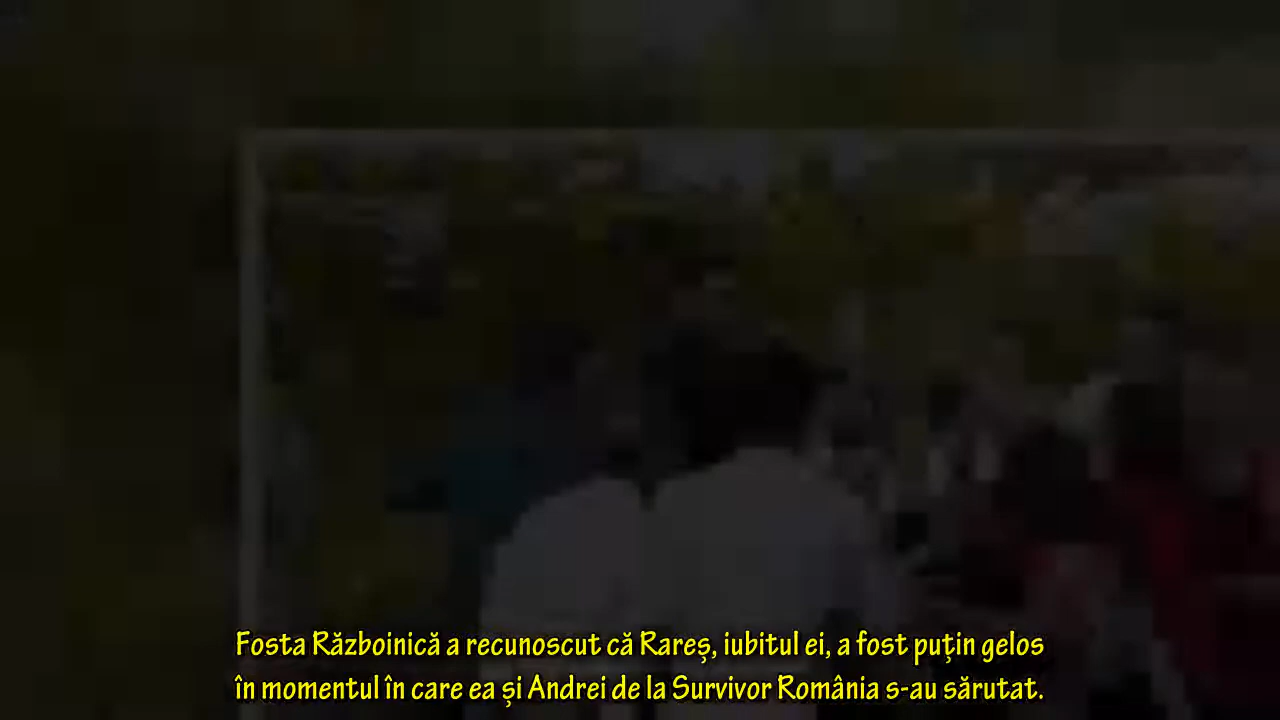 Fosta Războinică a recunoscut că Rareș, iubitul ei, a fost puțin gelos
în momentul în care ea și Andrei de la Survivor România s-au sărutat.